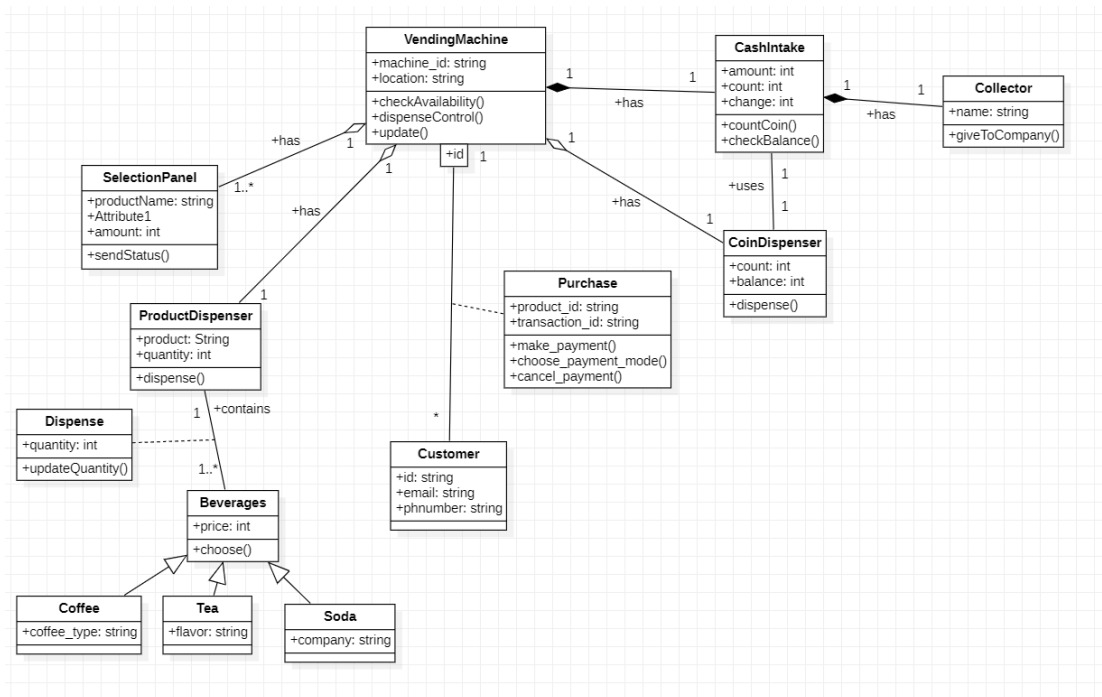 VendingMachine
+machine_id: string
+location: string
+checkAvailability()
+dispenseControl()
+update()
+id
1
1
+has
1
1
+has
CashIntake
+amount: int
+count: int
+change: int
+countCoin()
+checkBalance()
1
1
+has
Collector
+name: string
+giveToCompany()
+has
1
1..*
SelectionPanel
+productName: string
+Attribute1
+amount: int
+sendStatus()
1
+has
1
1
+uses
1
1
CoinDispenser
+count: int
+balance: int
+dispense()
1
Purchase
+product_id: string
+transaction_id: string
+make_payment()
+choose_payment_mode()
+cancel_payment()
ProductDispenser
+product: String
+quantity: int
+dispense()
1
+contains
1..*
Dispense
+quantity: int
+updateQuantity()
*
Customer
+id: string
+email: string
+phnumber: string
Beverages
+price: int
+choose()
Coffee
+coffee_type: string
Tea
+flavor: string
Soda
+company: string